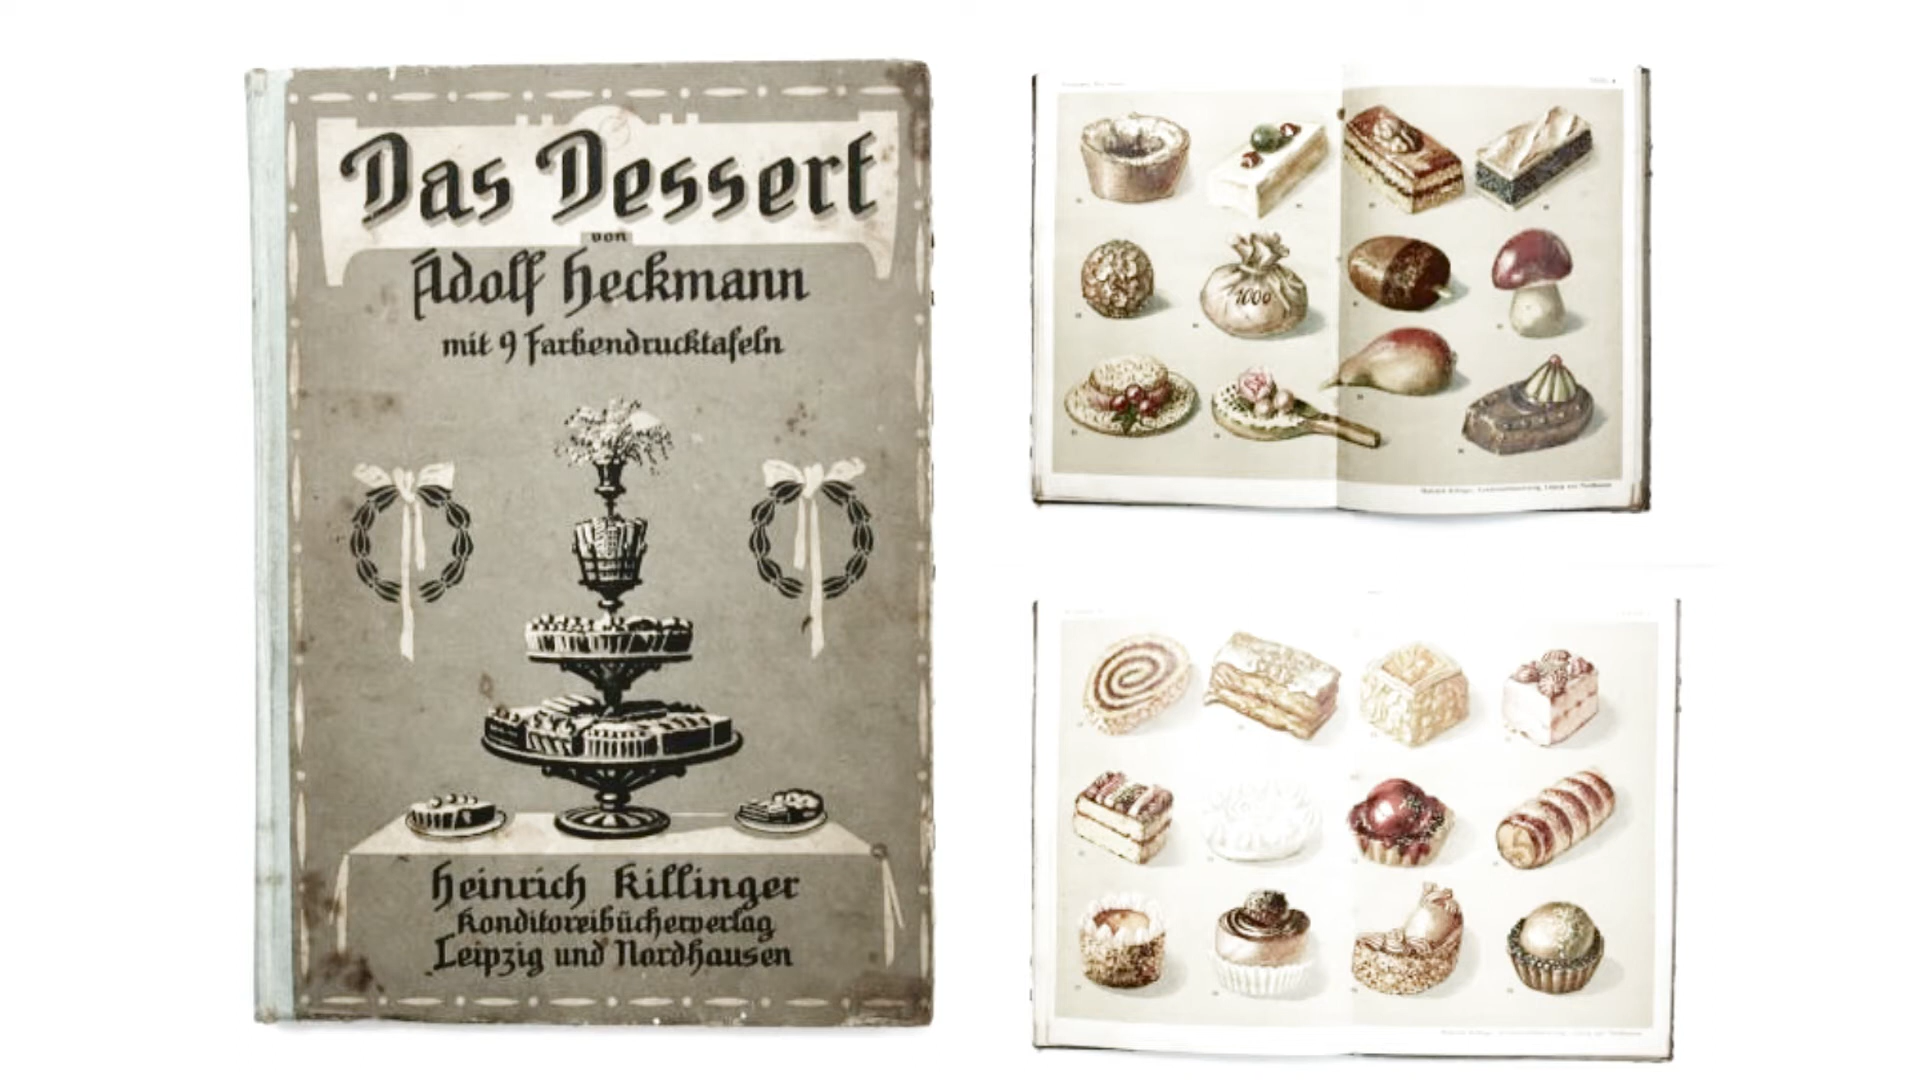 Das Dessert
von
Adolf Heckmann
mit 9 Farbendrucktafeln
Heinrich Killinger
Konditoreibücherverlag
Leipzig und Nordhausen
1000